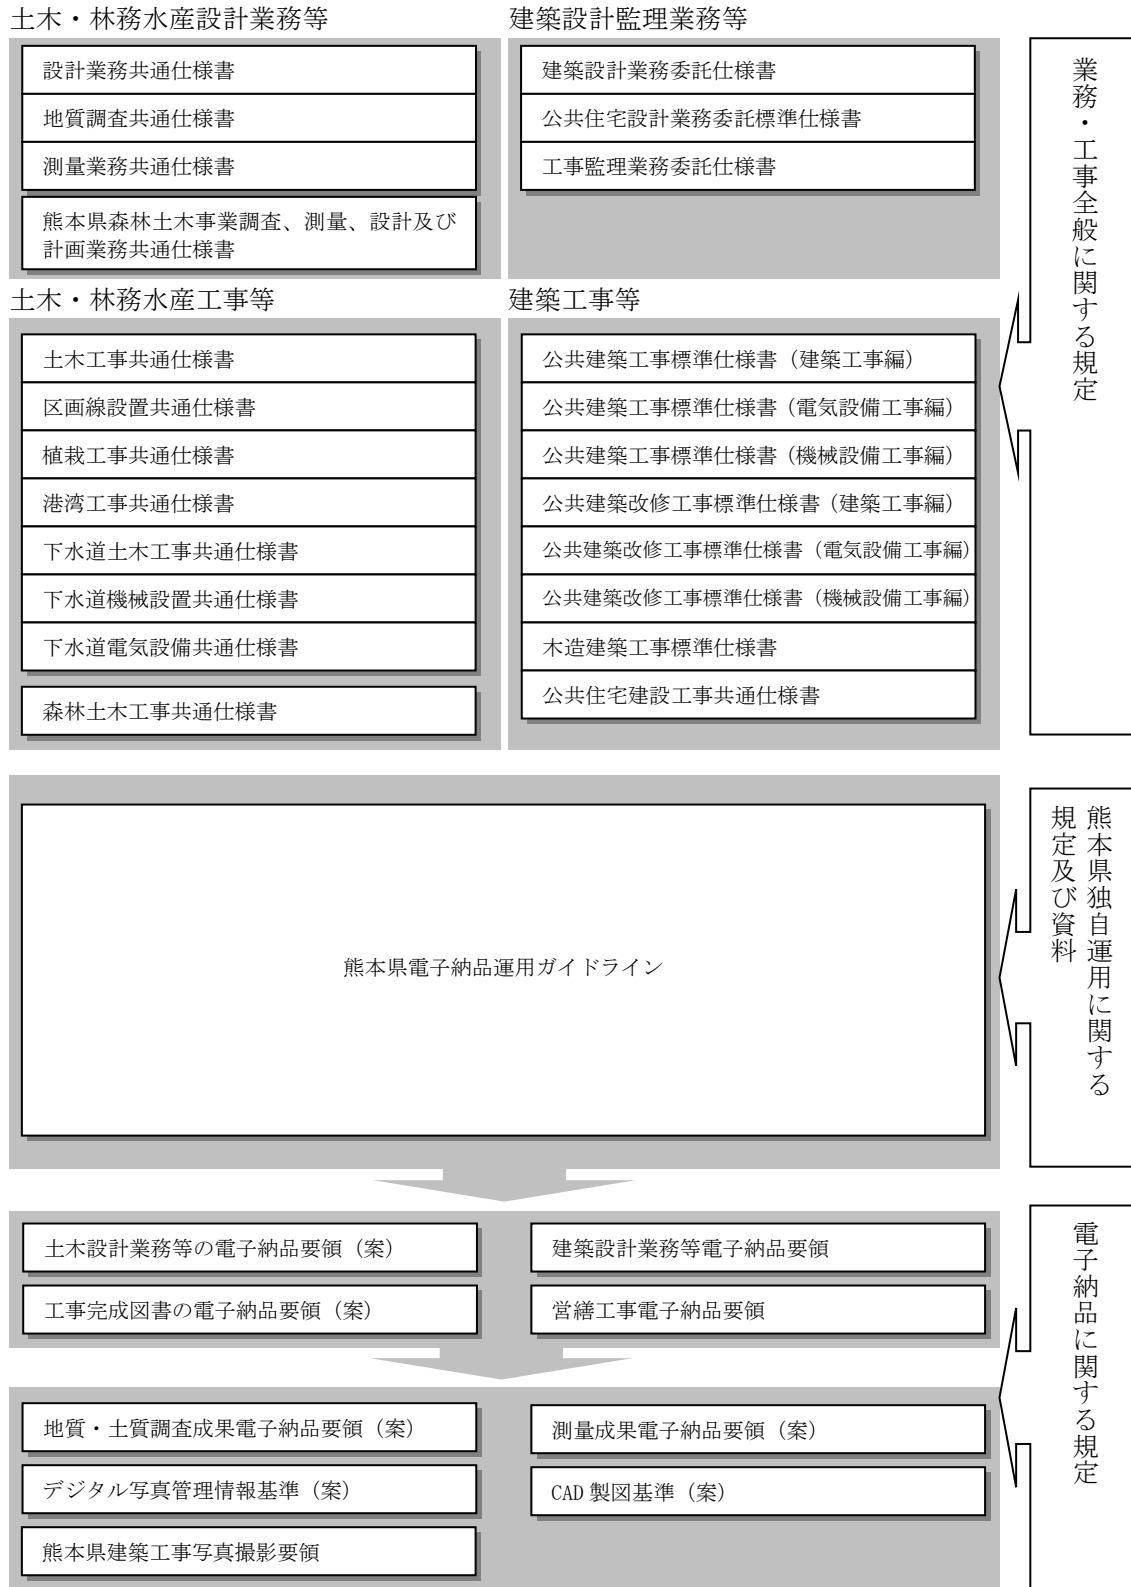 土木・林務水産設計業務等
設計業務共通仕様書
地質調査共通仕様書
測量業務共通仕様書
熊本県森林土木事業調査、測量、設計及び
計画業務共通仕様書
建築設計監理業務等
建築設計業務委託仕様書
公共住宅設計業務委託標準仕様書
工事監理業務委託仕様書
土木・林務水産工事等
土木工事共通仕様書
区画線設置共通仕様書
植栽工事共通仕様書
港湾工事共通仕様書
下水道土木工事共通仕様書
下水道機械設置共通仕様書
下水道電気設備共通仕様書
森林土木工事共通仕様書
建築工事等
公共建築工事標準仕様書（建築工事編）
公共建築工事標準仕様書（電気設備工事編）
公共建築工事標準仕様書（機械設備工事編）
公共建築改修工事標準仕様書（建築工事編）
公共建築改修工事標準仕様書（電気設備工事編）
公共建築改修工事標準仕様書（機械設備工事編）
木造建築工事標準仕様書
公共住宅建設工事共通仕様書
業務・工事全般に関する規定
熊本県電子納品運用ガイドライン
熊本県独自運用に関する
規定及び資料
土木設計業務等の電子納品要領（案）
建築設計業務等電子納品要領
工事完成図書の電子納品要領（案）
営繕工事電子納品要領
地質・土質調査成果電子納品要領（案）
測量成果電子納品要領（案）
デジタル写真管理情報基準（案）
CAD 製図基準（案）
熊本県建築工事写真撮影要領
電子納品に関する規定